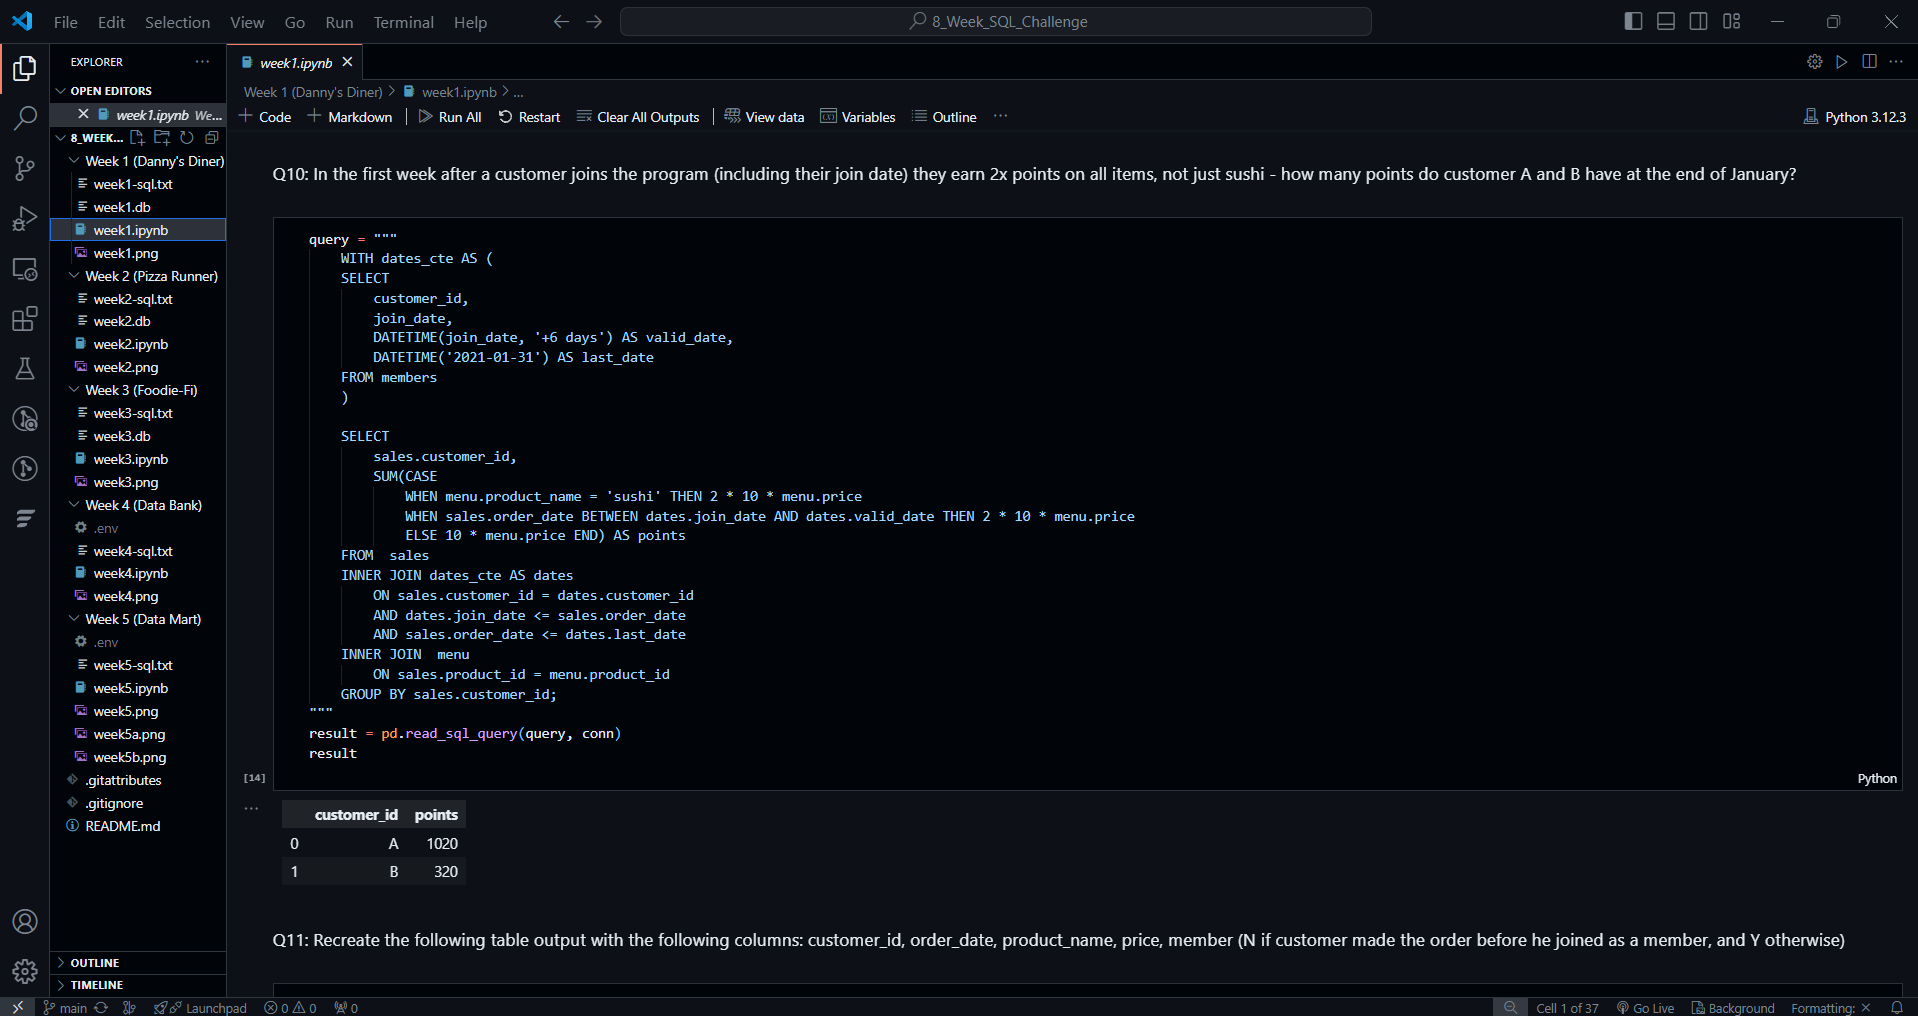 File Edit Selection View Go Run Terminal Help
8_Week_SQL_Challenge
EXPLORER
OPEN EDITORS
week1.ipynb We...
8_WEEK...
Week 1 (Danny's Diner)
week1-sql.txt
week1.db
week1.ipynb
week1.png
Week 2 (Pizza Runner)
week2-sql.txt
week2.db
week2.ipynb
week2.png
Week 3 (Foodie-Fi)
week3-sql.txt
week3.db
week3.ipynb
week3.png
Week 4 (Data Bank)
.env
week4-sql.txt
week4.ipynb
week4.png
Week 5 (Data Mart)
.env
week5-sql.txt
week5.ipynb
week5.png
week5a.png
week5b.png
.gitattributes
.gitignore
README.md
OUTLINE
TIMELINE
week1.ipynb
Week 1 (Danny's Diner) > week1.ipynb > ...
Code Markdown Run All Restart Clear All Outputs View data Variables Outline ... Python 3.12.3
Q10: In the first week after a customer joins the program (including their join date) they earn 2x points on all items, not just sushi - how many points do customer A and B have at the end of January?
query = """
WITH dates_cte AS (
SELECT
customer_id,
join_date,
DATETIME(join_date, '+6 days') AS valid_date,
DATETIME('2021-01-31') AS last_date
FROM members
)
SELECT
sales.customer_id,
SUM(CASE
WHEN menu.product_name = 'sushi' THEN 2 * 10 * menu.price
WHEN sales.order_date BETWEEN dates.join_date AND dates.valid_date THEN 2 * 10 * menu.price
ELSE 10 * menu.price END) AS points
FROM  sales
INNER JOIN dates_cte AS dates
ON sales.customer_id = dates.customer_id
AND dates.join_date <= sales.order_date
AND sales.order_date <= dates.last_date
INNER JOIN  menu
ON sales.product_id = menu.product_id
GROUP BY sales.customer_id;
"""
result = pd.read_sql_query(query, conn)
result
[14]
Python
customer_id points
0 A 1020
1 B 320
Q11: Recreate the following table output with the following columns: customer_id, order_date, product_name, price, member (N if customer made the order before he joined as a member, and Y otherwise)
main Launchpad 0 0 0 Cell 1 of 37 Go Live Background Formatting: ×